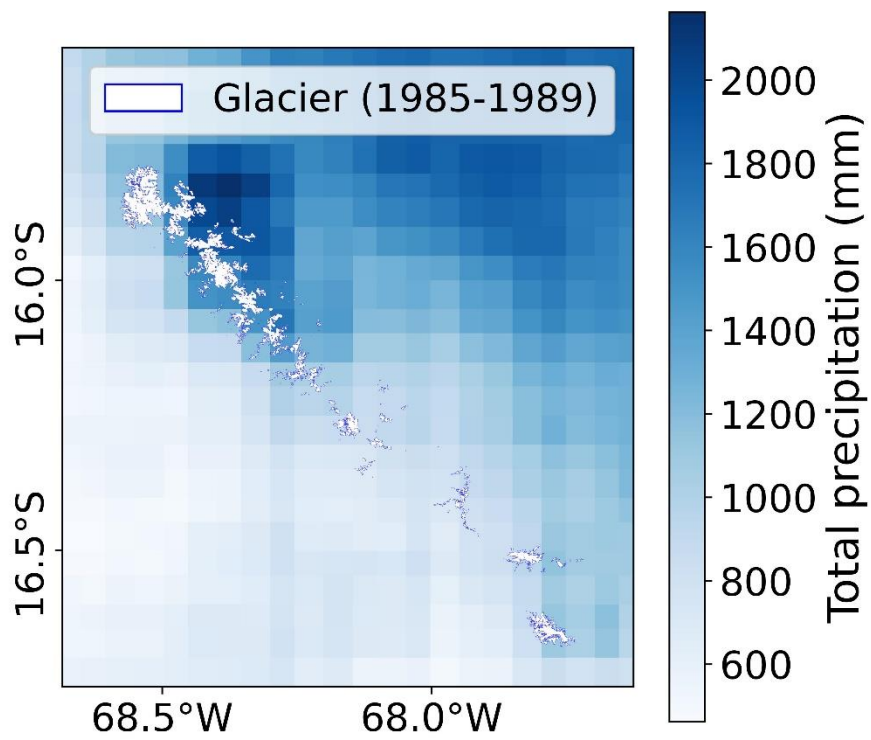 Glacier (1985-1989)
16.0°S
16.5°S
68.5°W
68.0°W
2000
1800
1600
1400
1200
1000
800
600
Total precipitation (mm)